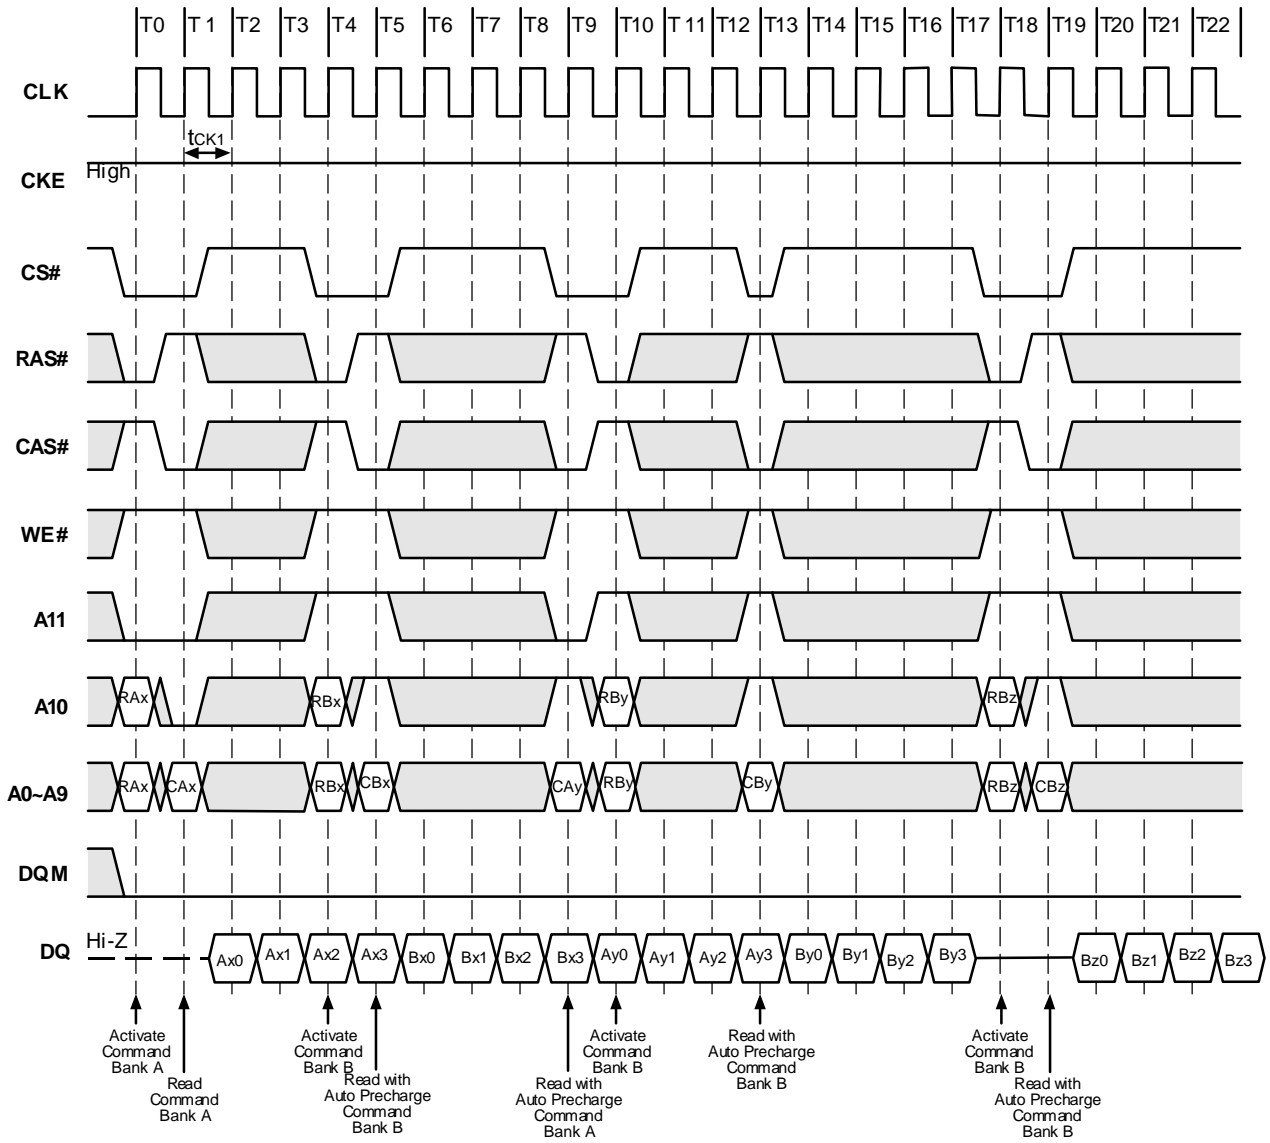 T0 T 1 T2 T3 T4 T5 T6 T7 T8 T9 T10 T 11 T12 T13 T14 T15 T16 T17 T18 T19 T20 T21 T22
CLK
tCK1
High
CKE
CS#
RAS#
CAS#
WE#
A11
A10 RAx RBx RBy RBz
A0~A9 RAx CAx RBx CBx CAy RBy CBy RBz CBz
DQM
Hi-Z
DQ Ax0 Ax1 Ax2 Ax3 Bx0 Bx1 Bx2 Bx3 Ay0 Ay1 Ay2 Ay3 By0 By1 By2 By3 Bz0 Bz1 Bz2 Bz3
Activate
Command
Bank A
Read
Command
Bank A
Activate
Command
Bank B
Read with
Auto Precharge
Command
Bank B
Read with
Auto Precharge
Command
Bank A
Activate
Command
Bank B
Read with
Auto Precharge
Command
Bank B
Activate
Command
Bank B
Read with
Auto Precharge
Command
Bank B